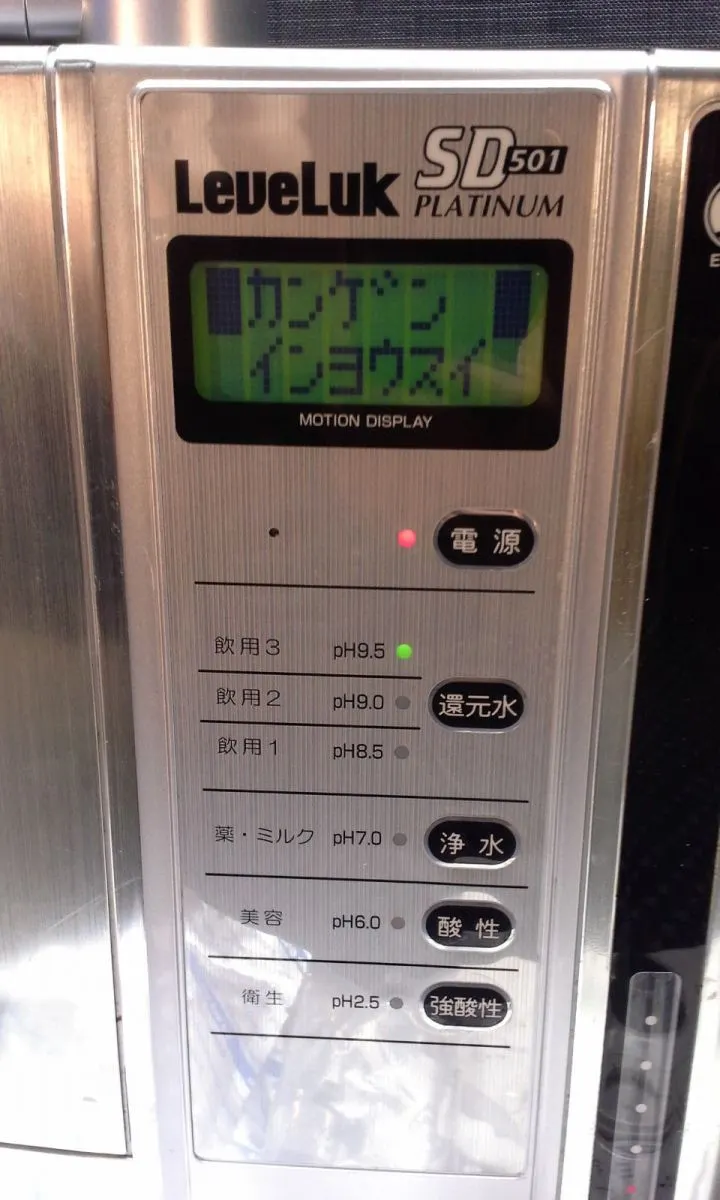 LeveLuk SD 501
PLATINUM
カンゲン
インヨウスイ
MOTION DISPLAY
電源
飲用3 pH9.5
飲用2 pH9.0 還元水
飲用1 pH8.5
薬・ミルク pH7.0 浄水
美容 pH6.0 酸性
衛生 pH2.5 強酸性